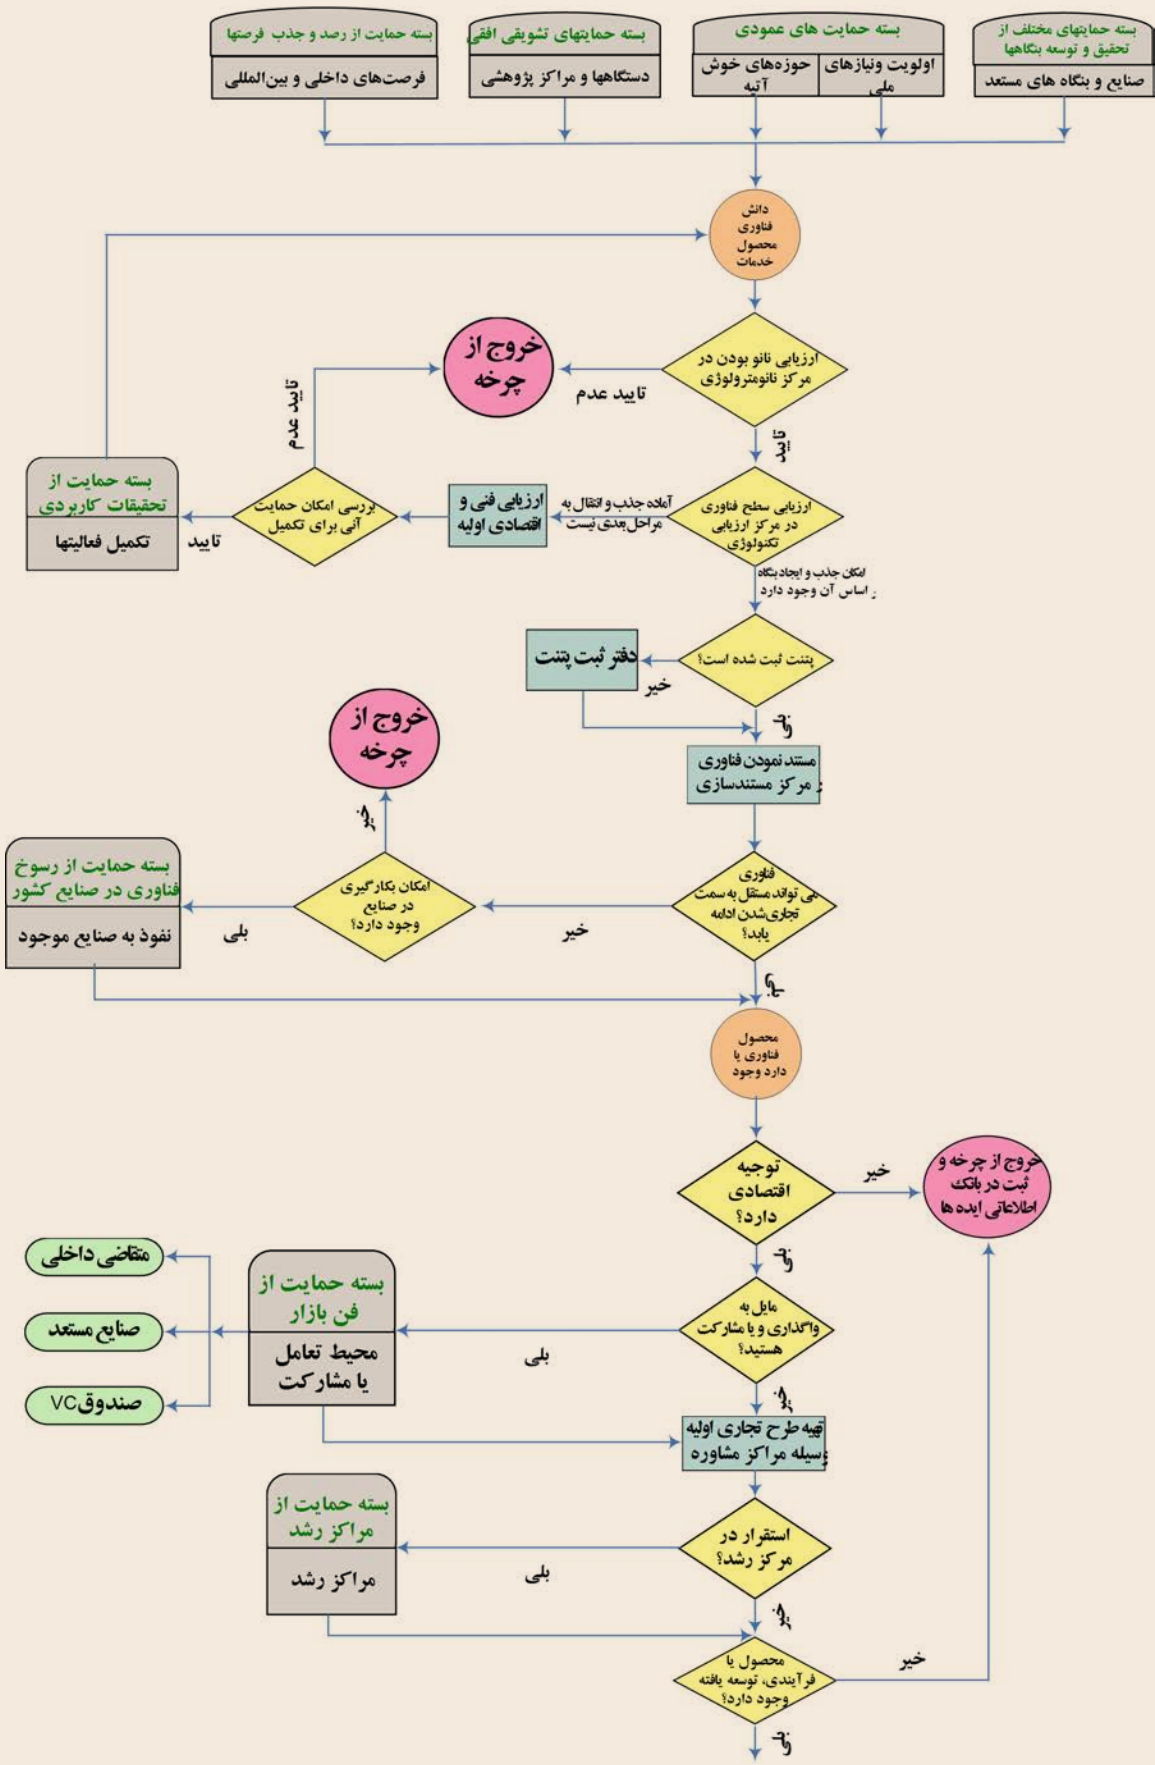 بسته حمایتهای مختلف از
تحقیق و توسعه بنگاهها
صنایع و بنگاه های مستعد
بسته حمایت های عمودی
اولویت ونیازهای
ملی
حوزه‌های خوش
آتیه
بسته حمایتهای تشویقی افقی
دستگاهها و مراکز پژوهشی
بسته حمایت از رصد و جذب فرصتها
فرصت‌های داخلی و بین‌المللی
دانش
فناوری
محصول
خدمات
ارزیابی نانو بودن در
مرکز نانومترولوژی
تایید عدم
خروج از
چرخه
تایید
ارزیابی سطح فناوری
در مرکز ارزیابی
تکنولوژی
آماده جذب و انتقال به
مراحل بعدی نیست
ارزیابی فنی و
اقتصادی اولیه
بررسی امکان حمایت
آتی برای تکمیل
تایید عدم
تایید
بسته حمایت از
تحقیقات کاربردی
تکمیل فعالیتها
امکان جذب و ایجاد بنگاه
ر اساس آن وجود دارد
پتنت ثبت شده است؟
خیر
دفتر ثبت پتنت
بلی
مستند نمودن فناوری
ر مرکز مستندسازی
فناوری
می تواند مستقل به سمت
تجاری‌شدن ادامه
یابد؟
خیر
امکان بکارگیری
در صنایع
وجود دارد؟
خیر
خروج از
چرخه
بلی
بسته حمایت از رسوخ
فناوری در صنایع کشور
نفوذ به صنایع موجود
محصول
فناوری یا
دارد وجود
توجیه
اقتصادی
دارد؟
خیر
خروج از چرخه و
ثبت در بانک
اطلاعاتی ایده ها
بلی
مایل به
واگذاری و یا مشارکت
هستید؟
بلی
بسته حمایت از
فن بازار
محیط تعامل
یا مشارکت
متقاضی داخلی
صنایع مستعد
صندوق VC
خیر
تهیه طرح تجاری اولیه
وسیله مراکز مشاوره
استقرار در
مرکز رشد؟
بلی
بسته حمایت از
مراکز رشد
مراکز رشد
خیر
محصول یا
فرآیندی، توسعه یافته
وجود دارد؟
خیر
بلی